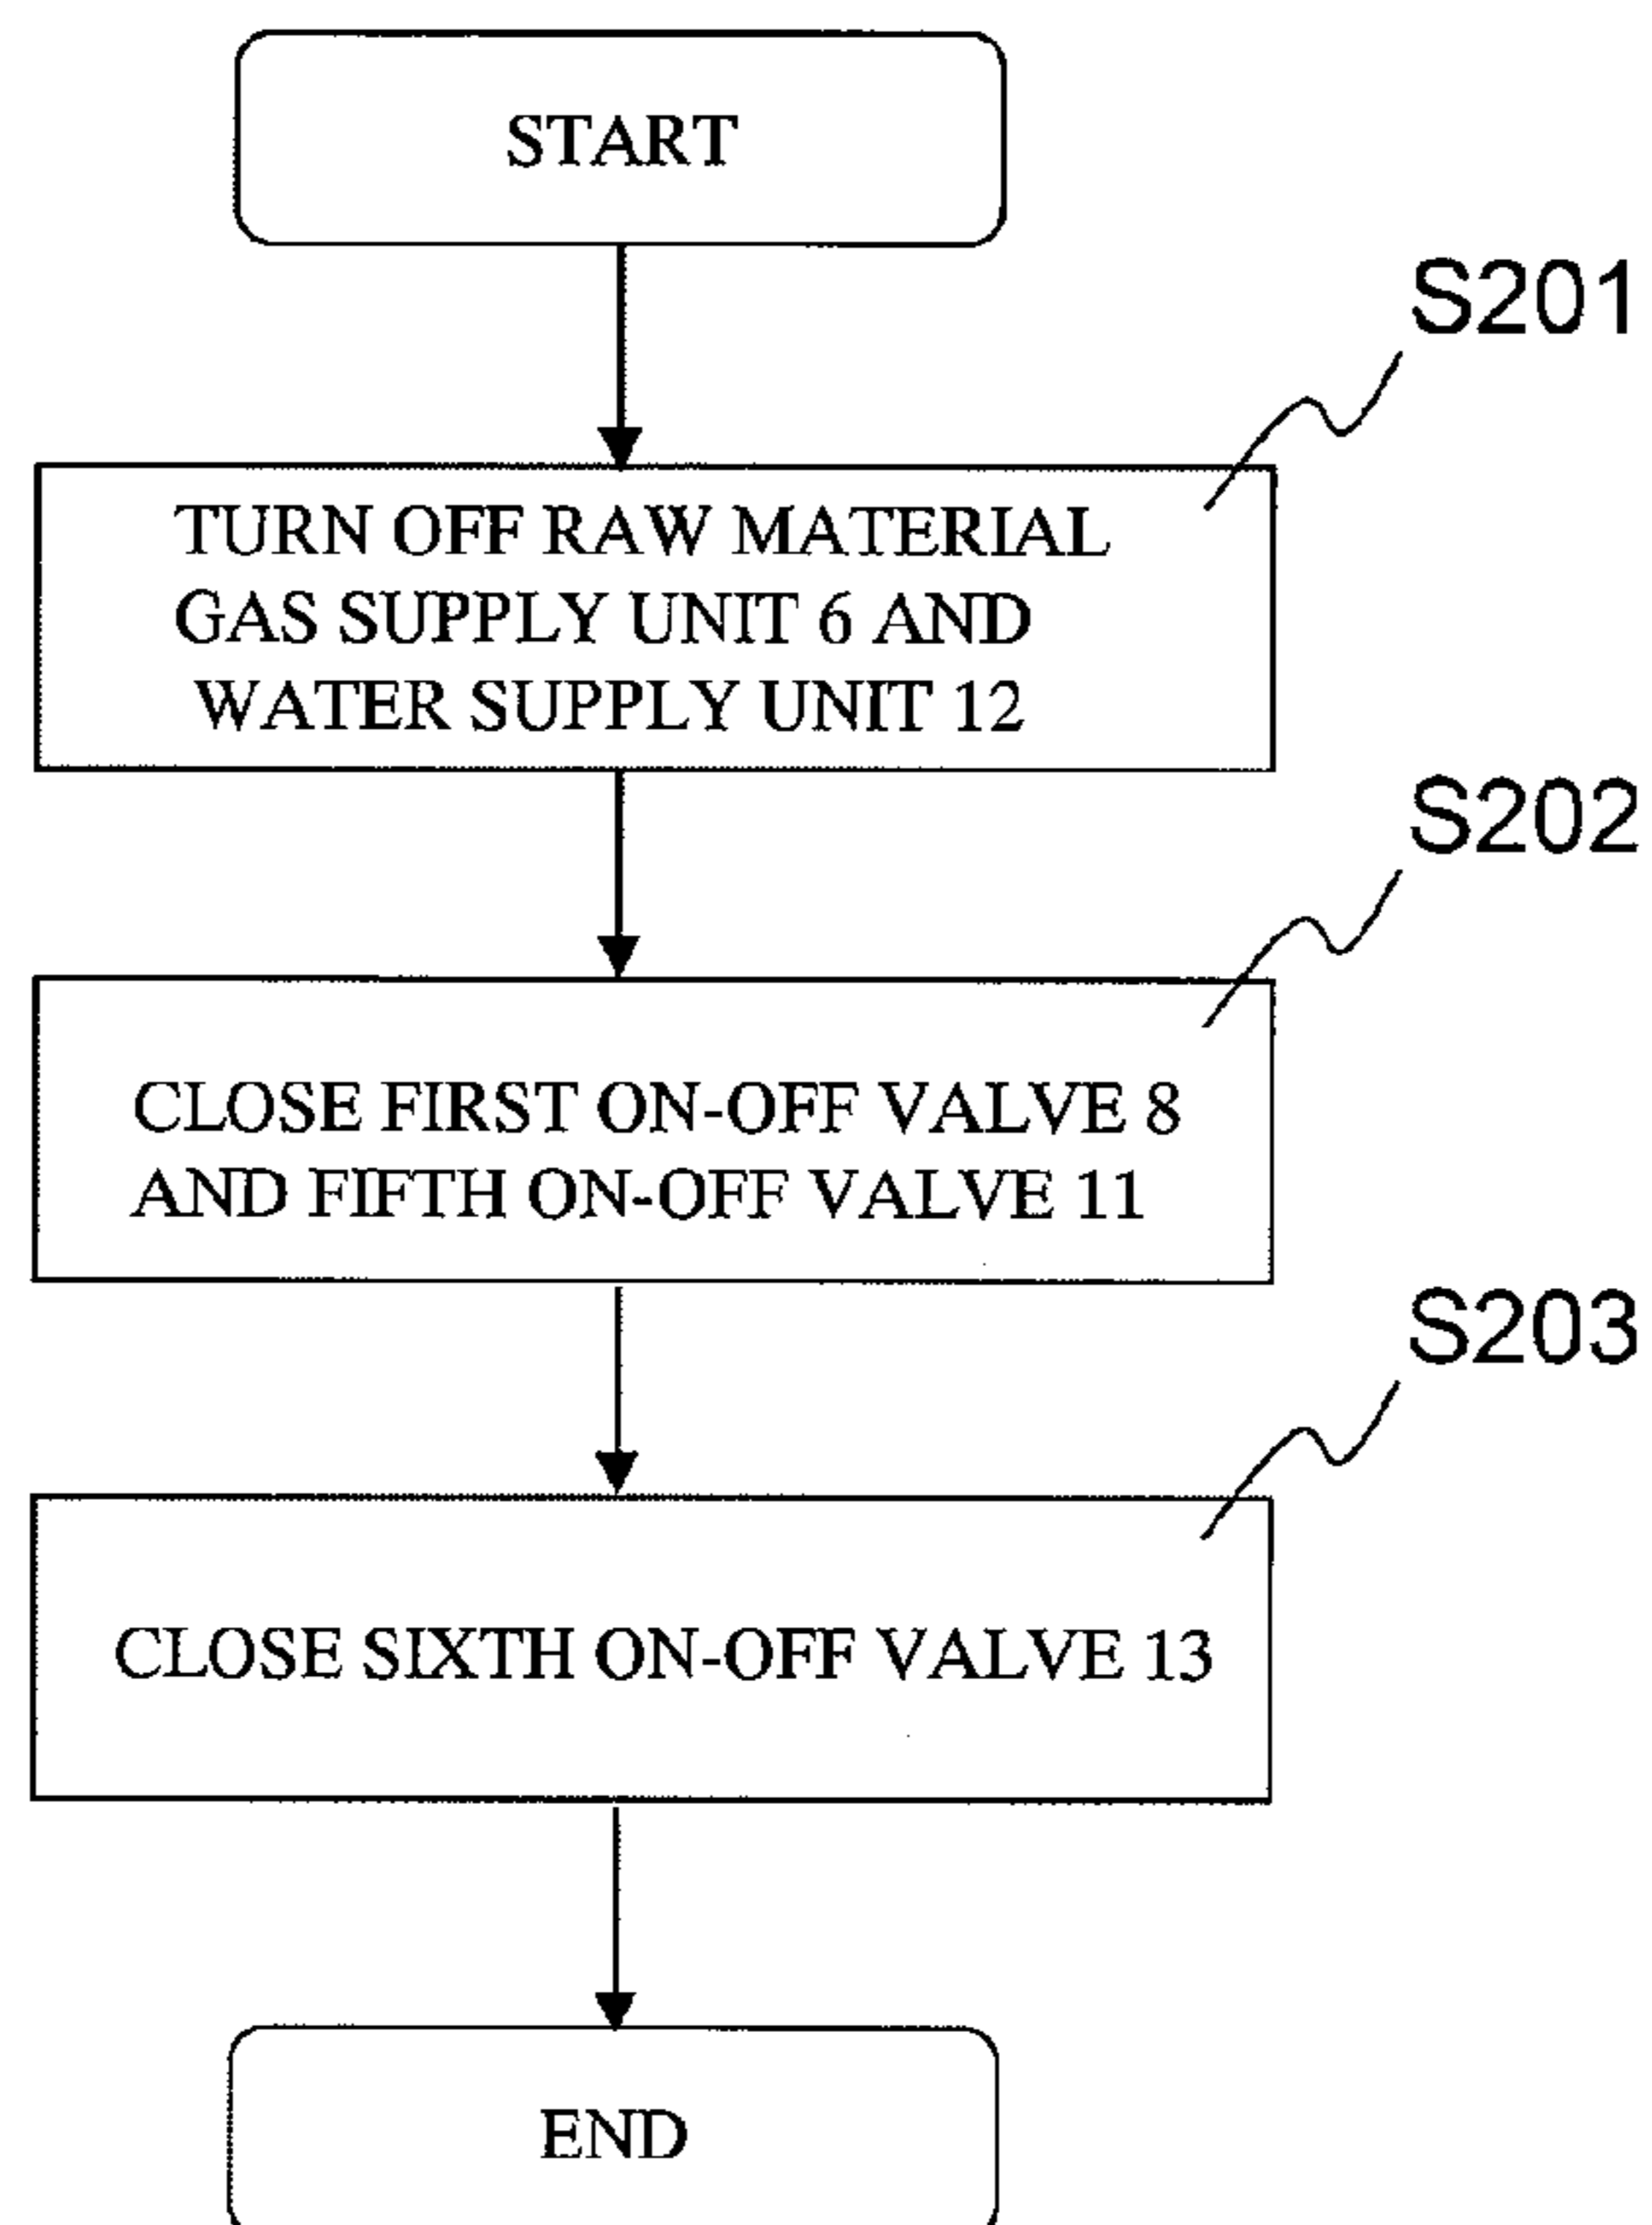 START
S201
TURN OFF RAW MATERIAL
GAS SUPPLY UNIT 6 AND
WATER SUPPLY UNIT 12
S202
CLOSE FIRST ON-OFF VALVE 8
AND FIFTH ON-OFF VALVE 11
S203
CLOSE SIXTH ON-OFF VALVE 13
END